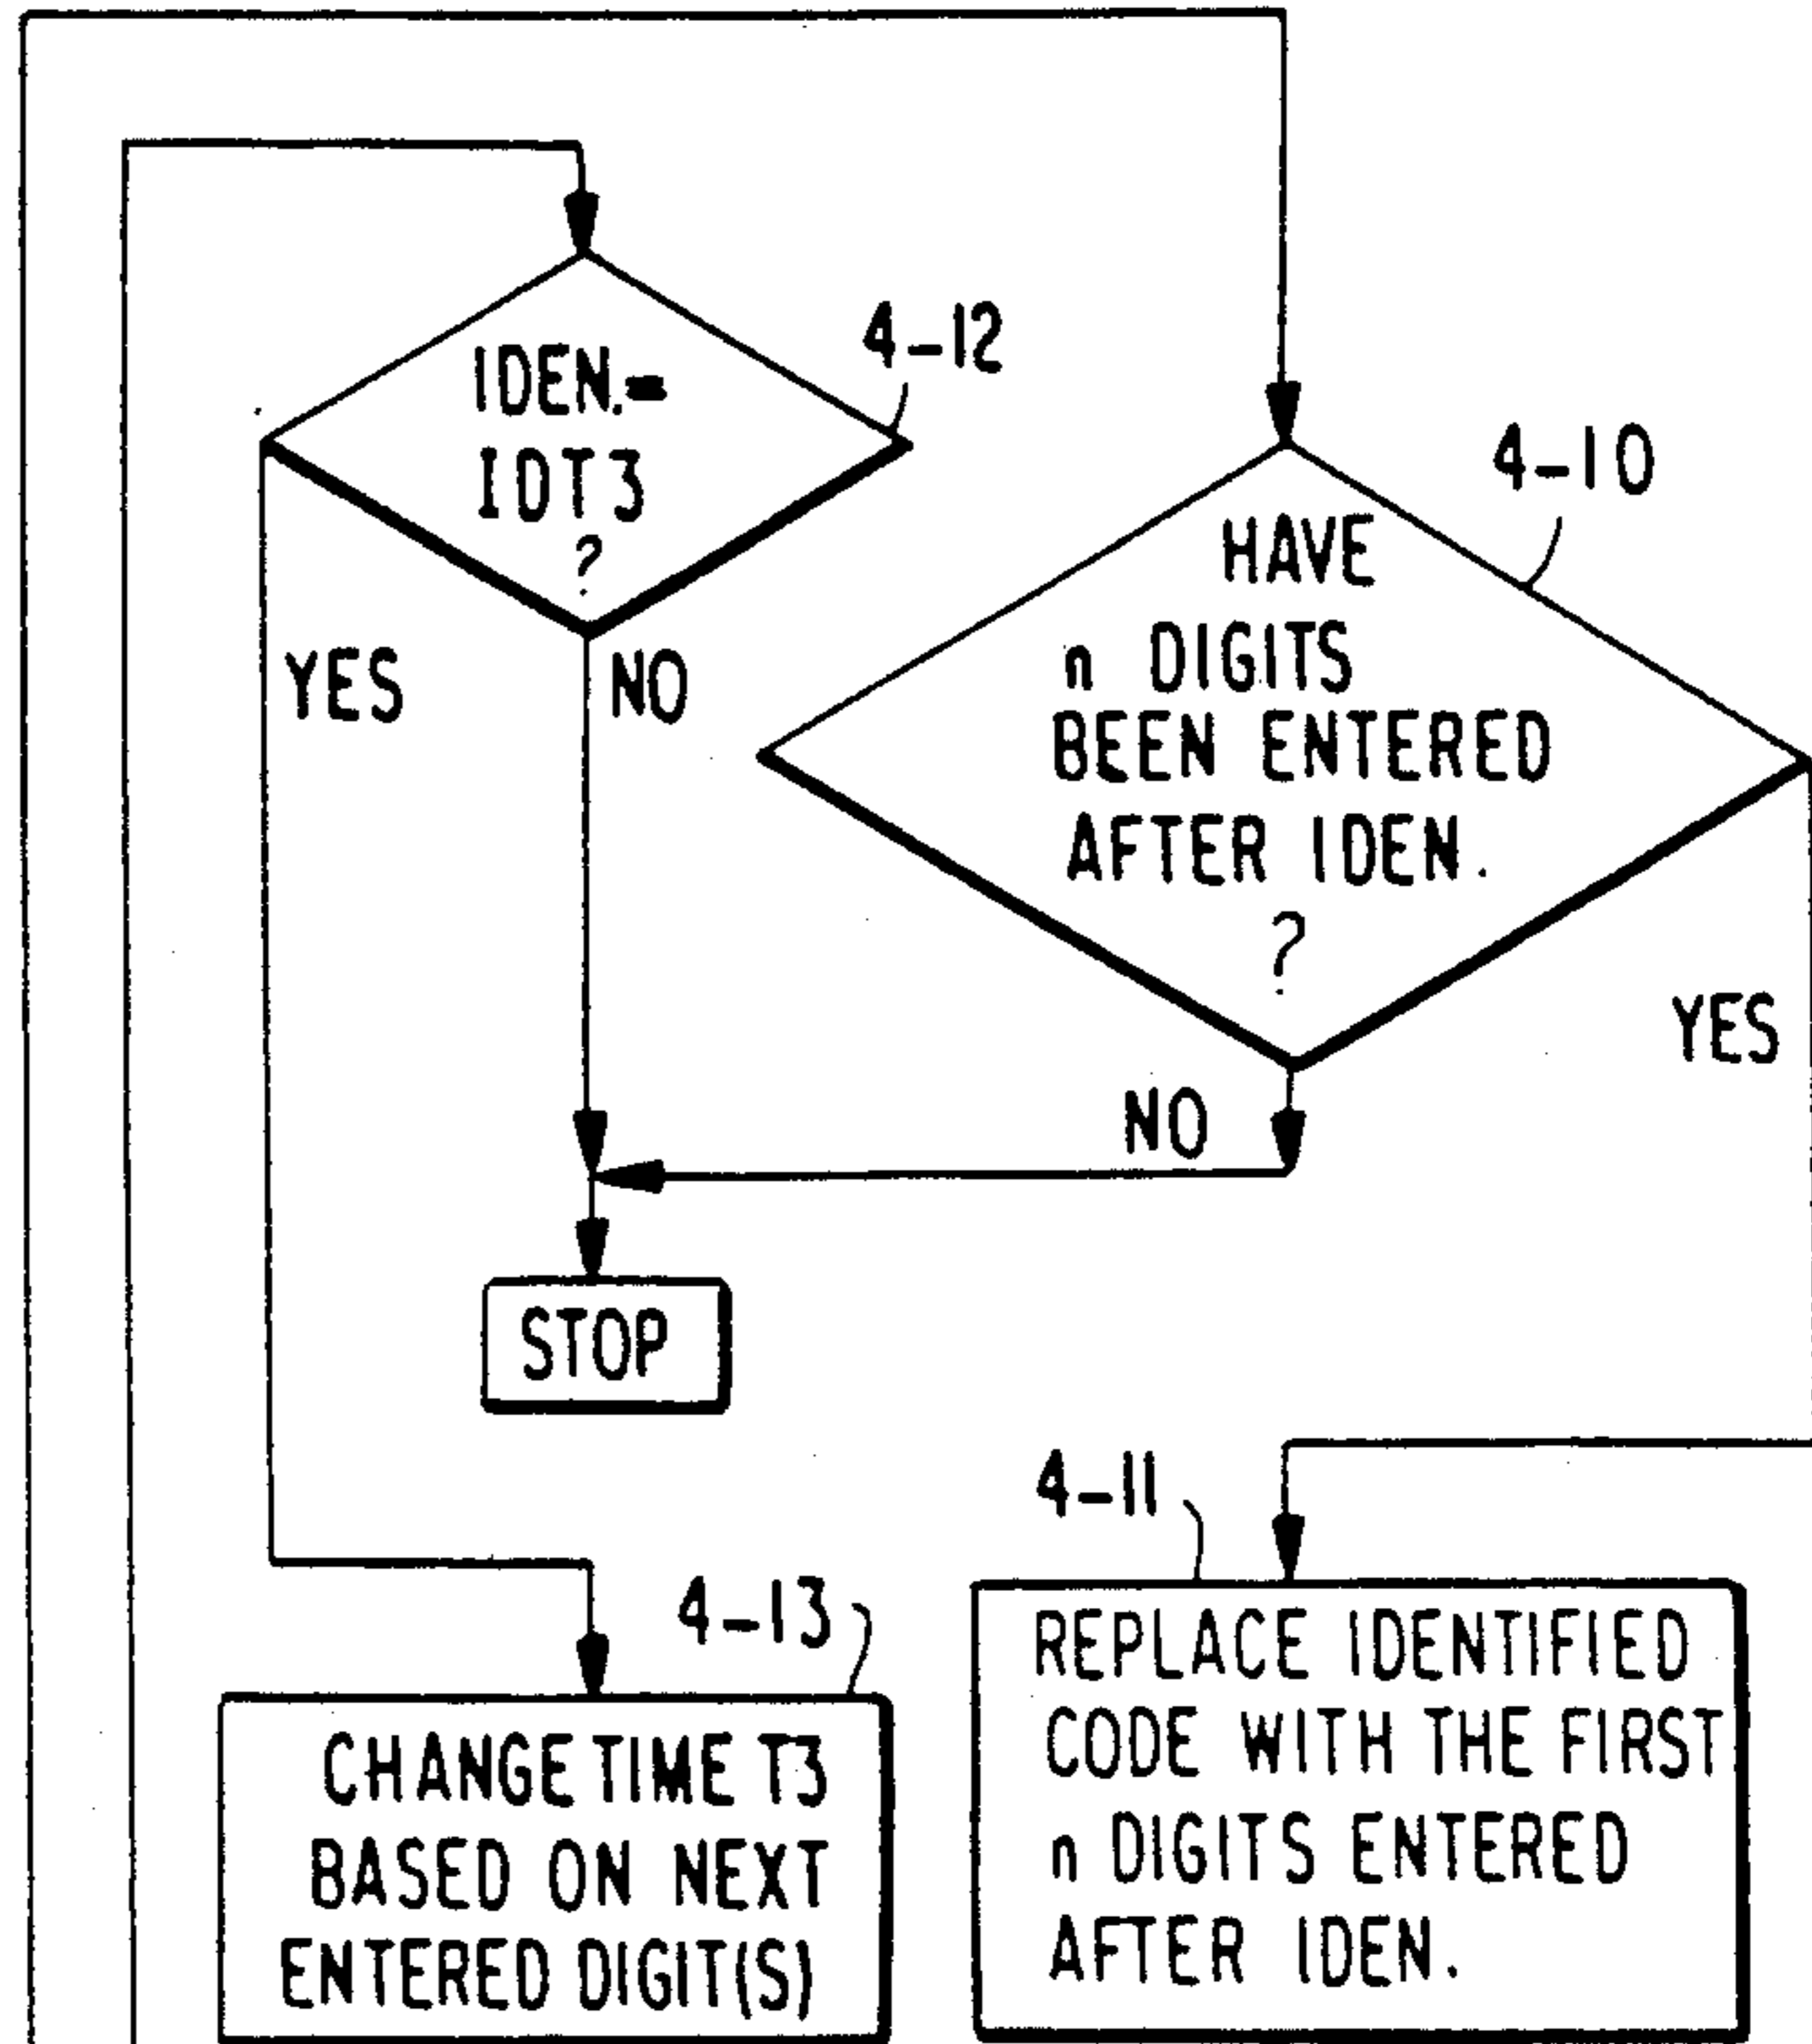 4-12
IDEN.=
IDT3
?
YES
NO
4-10
HAVE
n DIGITS
BEEN ENTERED
AFTER IDEN.
?
YES
NO
STOP
4-11
REPLACE IDENTIFIED
CODE WITH THE FIRST
n DIGITS ENTERED
AFTER IDEN.
4-13
CHANGE TIME T3
BASED ON NEXT
ENTERED DIGIT(S)